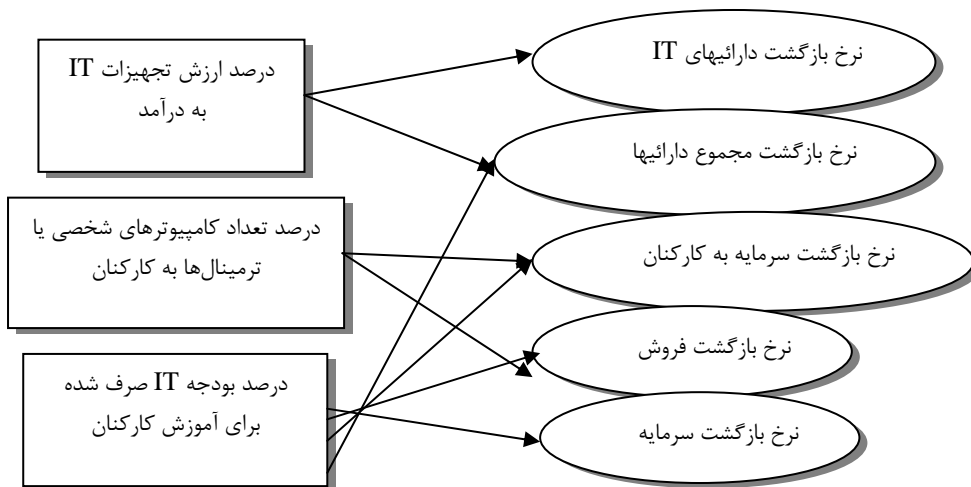 درصد ارزش تجهیزات IT
به درآمد
درصد تعداد کامپیوترهای شخصی یا
ترمینال‌ها به کارکنان
درصد بودجه IT صرف شده
برای آموزش کارکنان
نرخ بازگشت دارائیهای IT
نرخ بازگشت مجموع دارائیها
نرخ بازگشت سرمایه به کارکنان
نرخ بازگشت فروش
نرخ بازگشت سرمایه